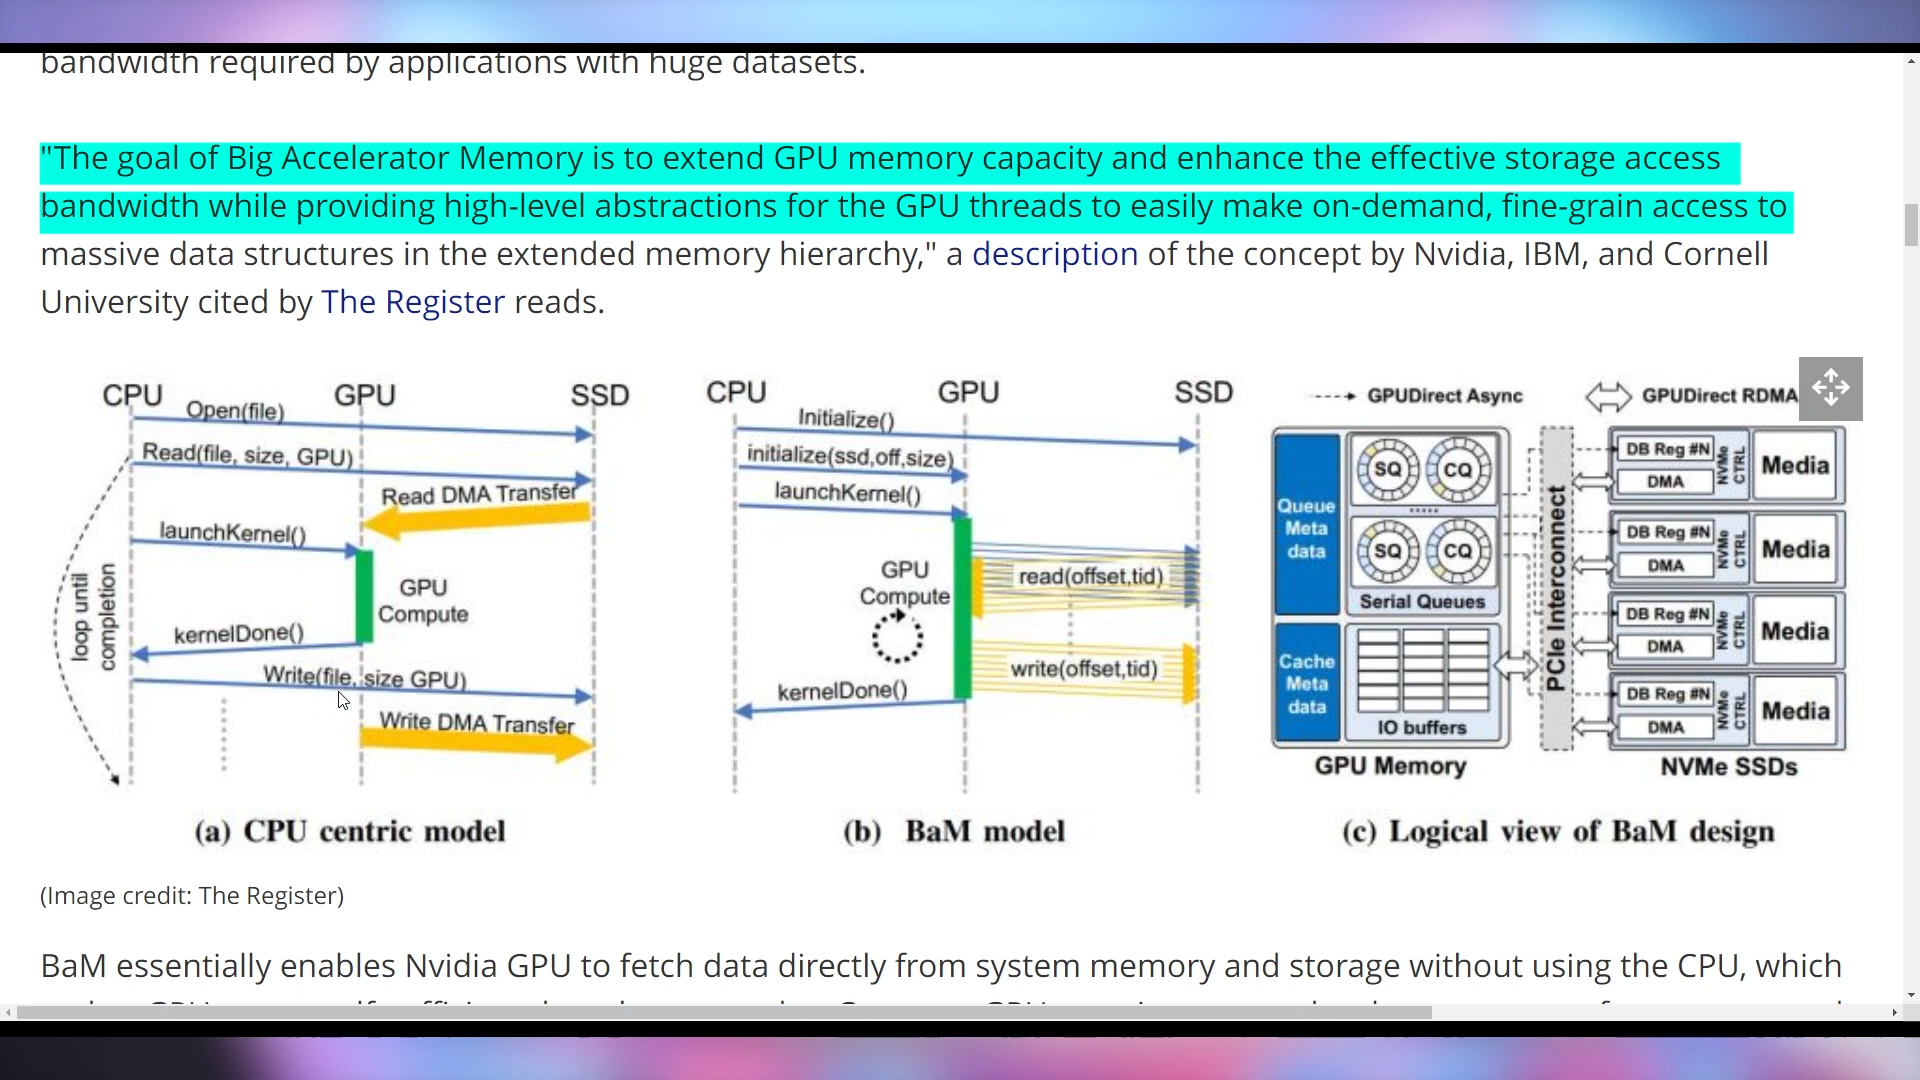 bandwidth required by applications with huge datasets.
"The goal of Big Accelerator Memory is to extend GPU memory capacity and enhance the effective storage access
bandwidth while providing high-level abstractions for the GPU threads to easily make on-demand, fine-grain access to
massive data structures in the extended memory hierarchy," a description of the concept by Nvidia, IBM, and Cornell
University cited by The Register reads.
CPU GPU SSD
Open(file)
Read(file, size, GPU)
Read DMA Transfer
launchKernel()
GPU
Compute
loop until
completion
kernelDone()
Write(file, size GPU)
Write DMA Transfer
(a) CPU centric model
CPU GPU SSD
Initialize()
initialize(ssd,off,size)
launchKernel()
GPU
Compute
read(offset,tid)
write(offset,tid)
kernelDone()
(b) BaM model
GPUDirect Async
GPUDirect RDMA
Queue
Meta
data
SQ CQ
SQ CQ
Serial Queues
Cache
Meta
data
IO buffers
GPU Memory
PCIe Interconnect
DB Reg #N
DMA
NVMe
CTRL
Media
DB Reg #N
DMA
NVMe
CTRL
Media
DB Reg #N
DMA
NVMe
CTRL
Media
DB Reg #N
DMA
NVMe
CTRL
Media
NVMe SSDs
(c) Logical view of BaM design
(Image credit: The Register)
BaM essentially enables Nvidia GPU to fetch data directly from system memory and storage without using the CPU, which